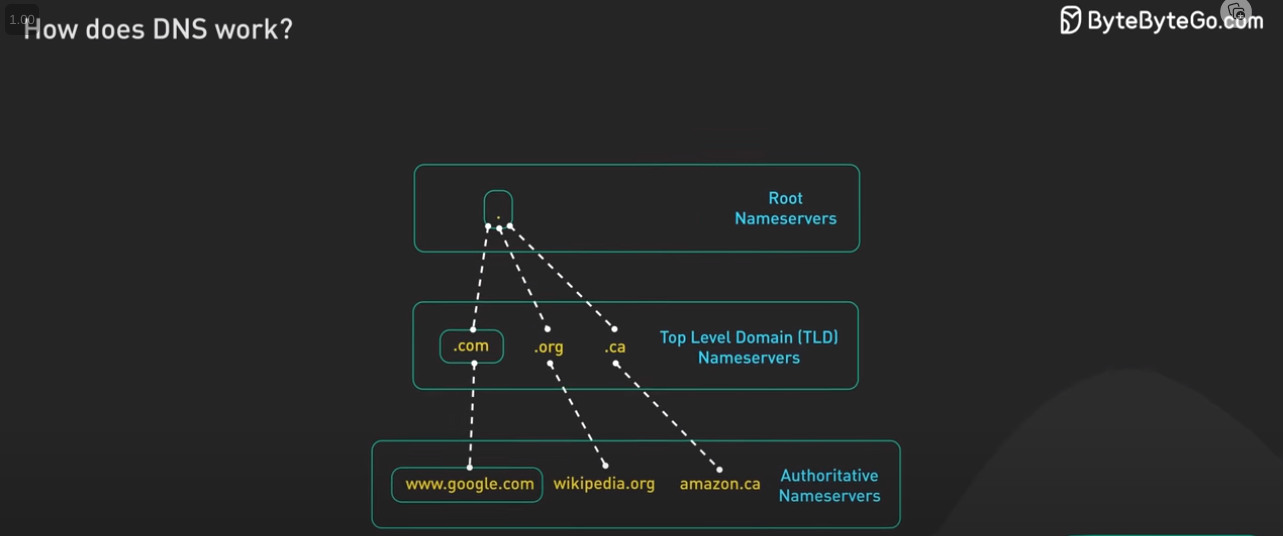 1.00
How does DNS work?
ByteByteGo.com
.
Root
Nameservers
.com
.org
.ca
Top Level Domain (TLD)
Nameservers
www.google.com
wikipedia.org
amazon.ca
Authoritative
Nameservers